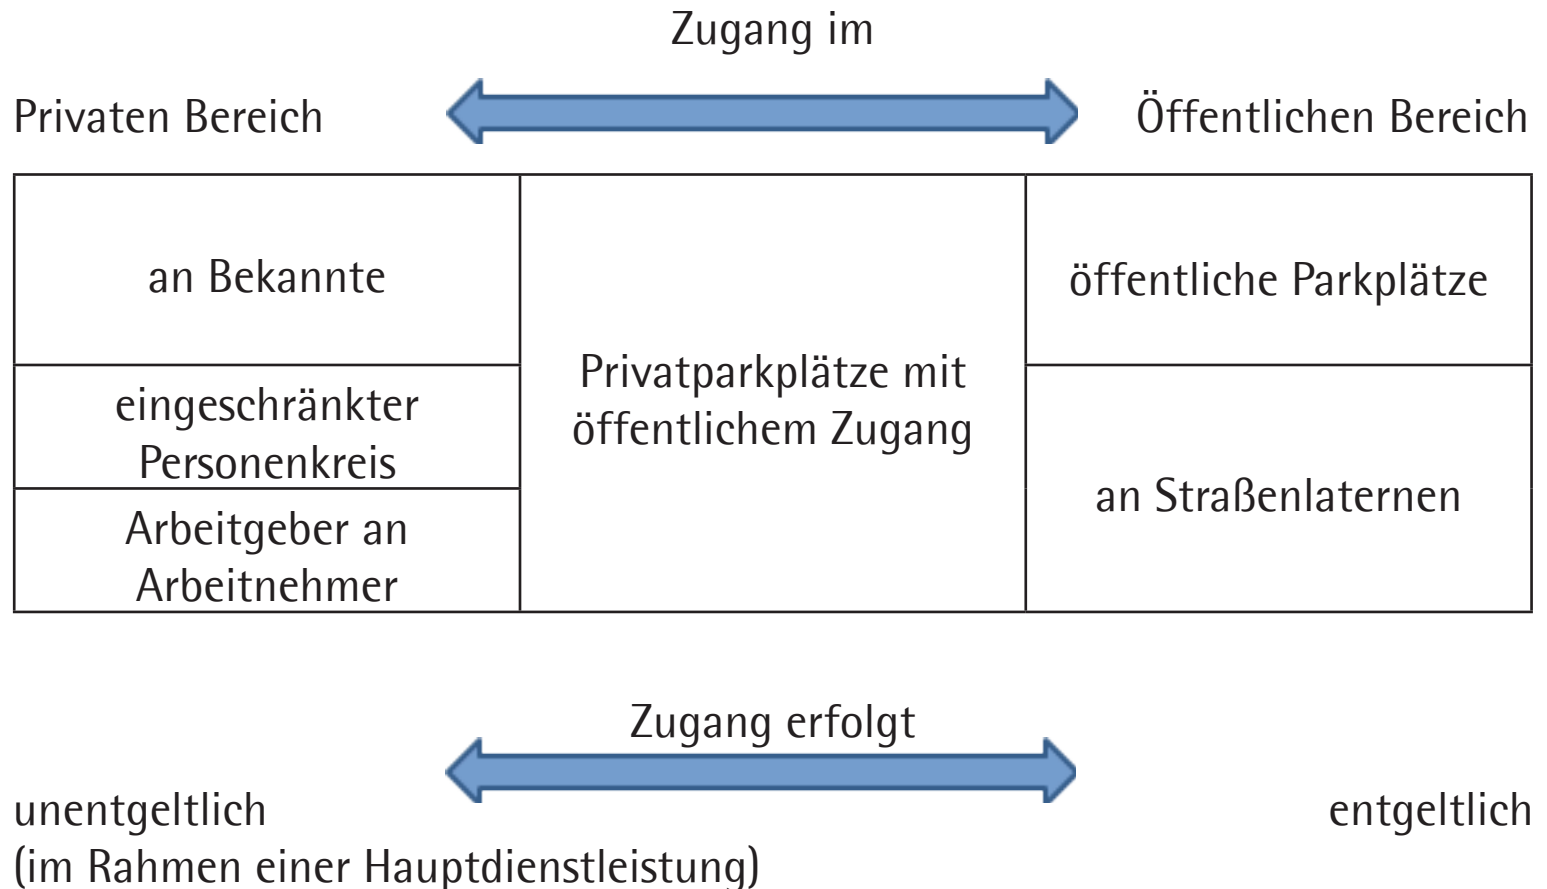 Zugang im
Privaten Bereich
Öffentlichen Bereich
an Bekannte
eingeschränkter
Personenkreis
Arbeitgeber an
Arbeitnehmer
Privatparkplätze mit
öffentlichem Zugang
öffentliche Parkplätze
an Straßenlaternen
Zugang erfolgt
unentgeltlich
(im Rahmen einer Hauptdienstleistung)
entgeltlich